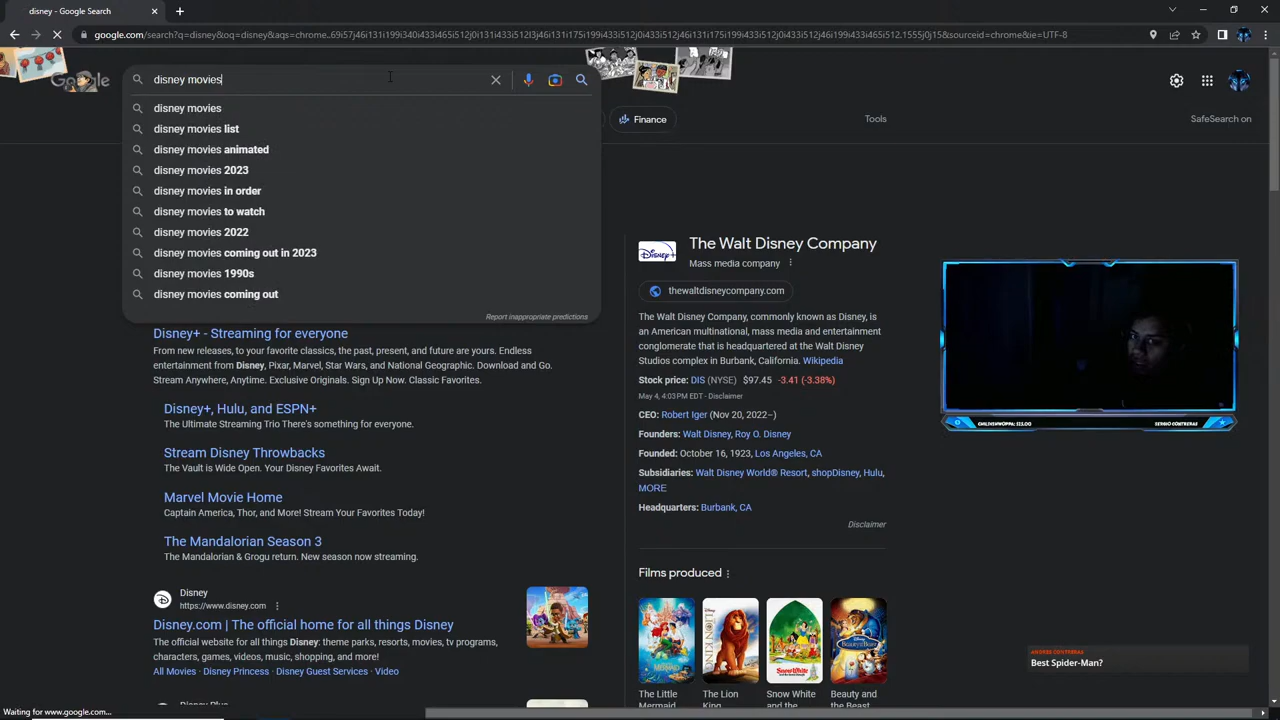 disney - Google Search
google.com/search?q=disney&oq=disney&aqs=chrome...69i57j46i131i199i340i433i465i512j46i131i175i199i433i465i512j0i512j46i199i433i465i512j46i131i175i199i433i465i512j46i199i433i465i512.1555j0j15&sourceid=chrome&ie=UTF-8
Google
disney movies
disney movies
disney movies list
disney movies animated
disney movies 2023
disney movies in order
disney movies to watch
disney movies 2022
disney movies coming out in 2023
disney movies 1990s
disney movies coming out
Report inappropriate predictions
Finance
Tools
SafeSearch on
Disney+ - Streaming for everyone
From new releases, to your favorite classics, the past, present, and future are yours. Endless
entertainment from Disney, Pixar, Marvel, Star Wars, and National Geographic. Download and Go.
Stream Anywhere, Anytime. Exclusive Originals. Sign Up Now. Classic Favorites.
Disney+, Hulu, and ESPN+
The Ultimate Streaming Trio There's something for everyone.
Stream Disney Throwbacks
The Vault is Wide Open. Your Disney Favorites Await.
Marvel Movie Home
Captain America, Thor, and More! Stream Your Favorites Today!
The Mandalorian Season 3
The Mandalorian & Grogu return. New season now streaming.
Disney
https://www.disney.com
Disney.com | The official home for all things Disney
The official website for all things Disney: theme parks, resorts, movies, tv programs,
characters, games, videos, music, shopping, and more!
All Movies · Disney Princess · Disney Guest Services · Video
Disney Plus
Disney+
The Walt Disney Company
Mass media company
thewaltdisneycompany.com
The Walt Disney Company, commonly known as Disney, is
an American multinational, mass media and entertainment
conglomerate that is headquartered at the Walt Disney
Studios complex in Burbank, California. Wikipedia
Stock price: DIS (NYSE) $97.45 -3.41 (-3.38%)
May 4, 04:03 PM EDT - Disclaimer
CEO: Robert Iger (Nov 20, 2022–)
Founders: Walt Disney, Roy O. Disney
Founded: October 16, 1923, Los Angeles, CA
Subsidiaries: Walt Disney World® Resort, shopDisney, Hulu,
MORE
Headquarters: Burbank, CA
Disclaimer
Films produced
The Little
Mermaid
The Lion
King
Snow White
and the
Beauty and
the Beast
SERGIO CONTRERAS
ANDRES CONTRERAS
Best Spider-Man?
Waiting for www.google.com...